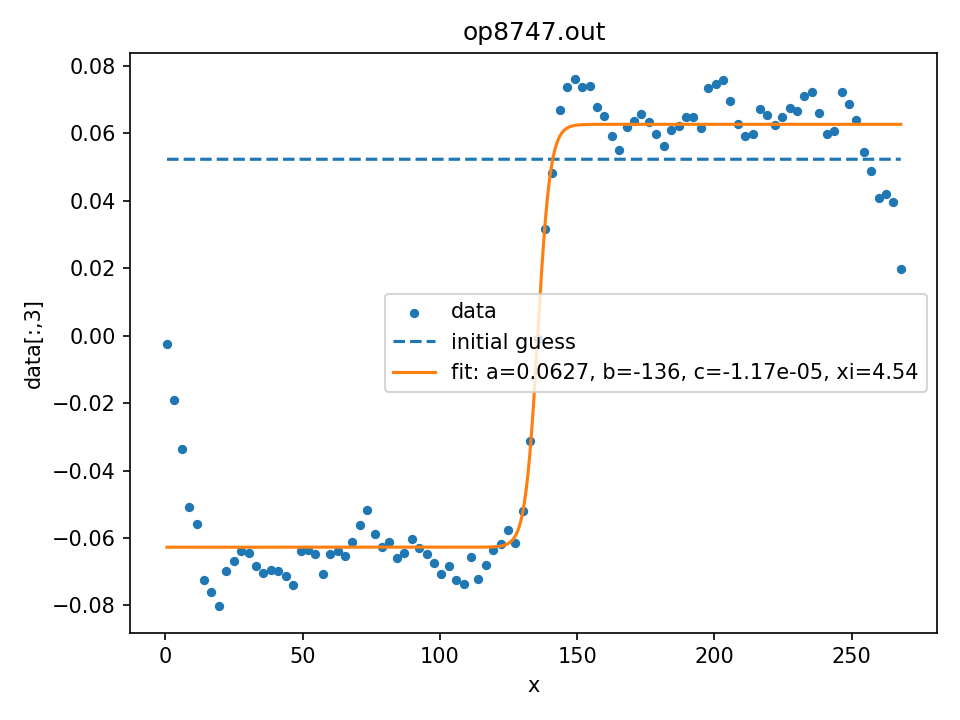 op8747.out
data[:,3]
0.08
0.06
0.04
0.02
0.00
−0.02
−0.04
−0.06
−0.08
data
initial guess
fit: a=0.0627, b=-136, c=-1.17e-05, xi=4.54
0 50 100 150 200 250
x